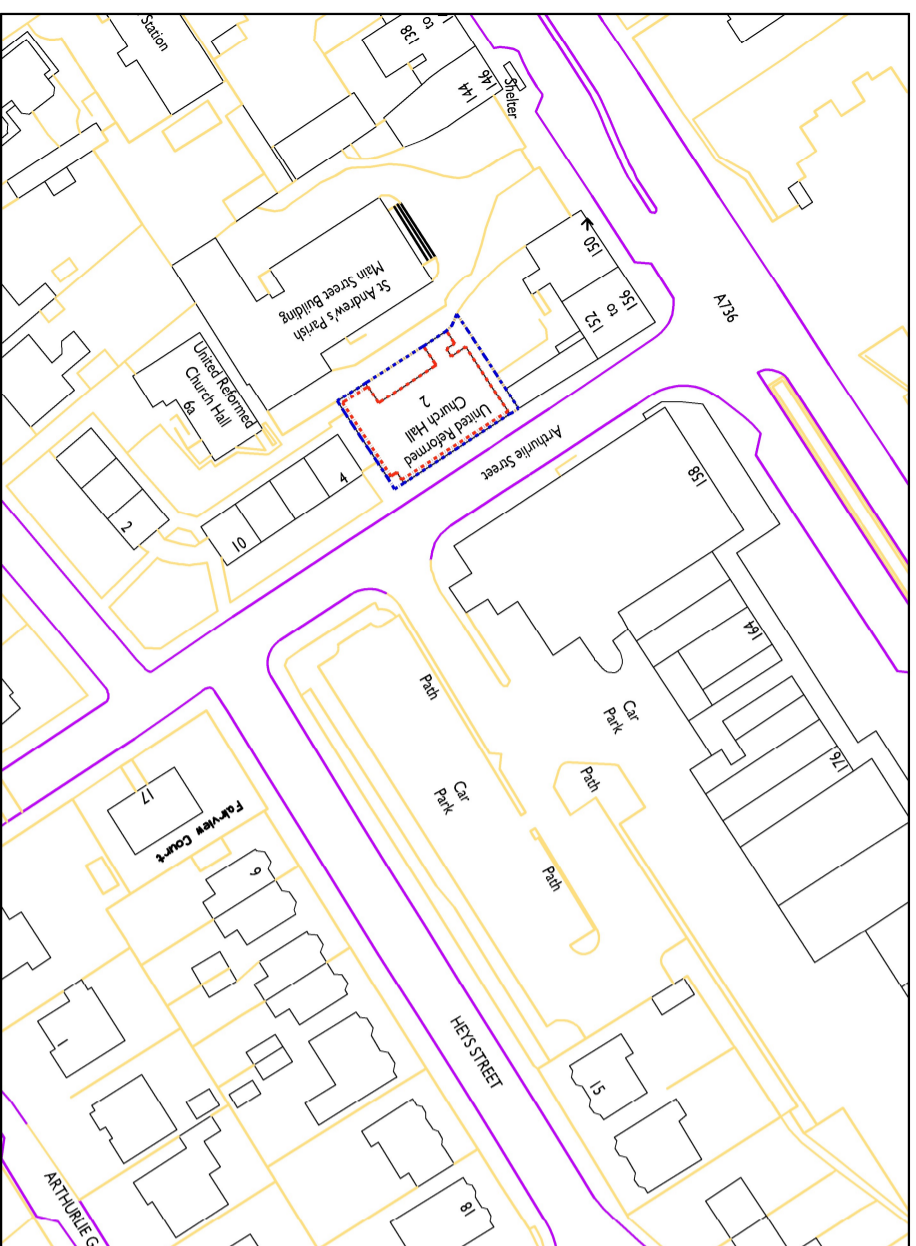 Station
138
to
146
144
Shelter
150
156
to
152
A736
St Andrew's Parish
Main Street Building
United Reformed
Church Hall
6a
2
United Reformed
Church Hall
Arthurlie Street
4
10
2
158
164
176
Path
Car
Park
Car
Park
Path
Path
17
Fairview Court
9
1
HEYS STREET
15
81
ARTHURLIE G